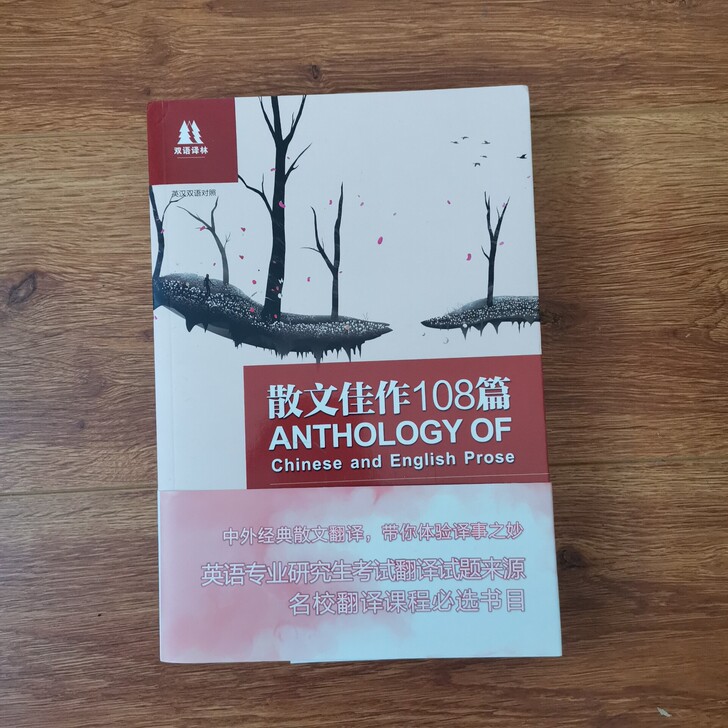 双语译林
英汉双语对照
散文佳作108篇
ANTHOLOGY OF
Chinese and English Prose
中外经典散文翻译，带你体验译事之妙
英语专业研究生考试翻译试题来源
名校翻译课程必选书目